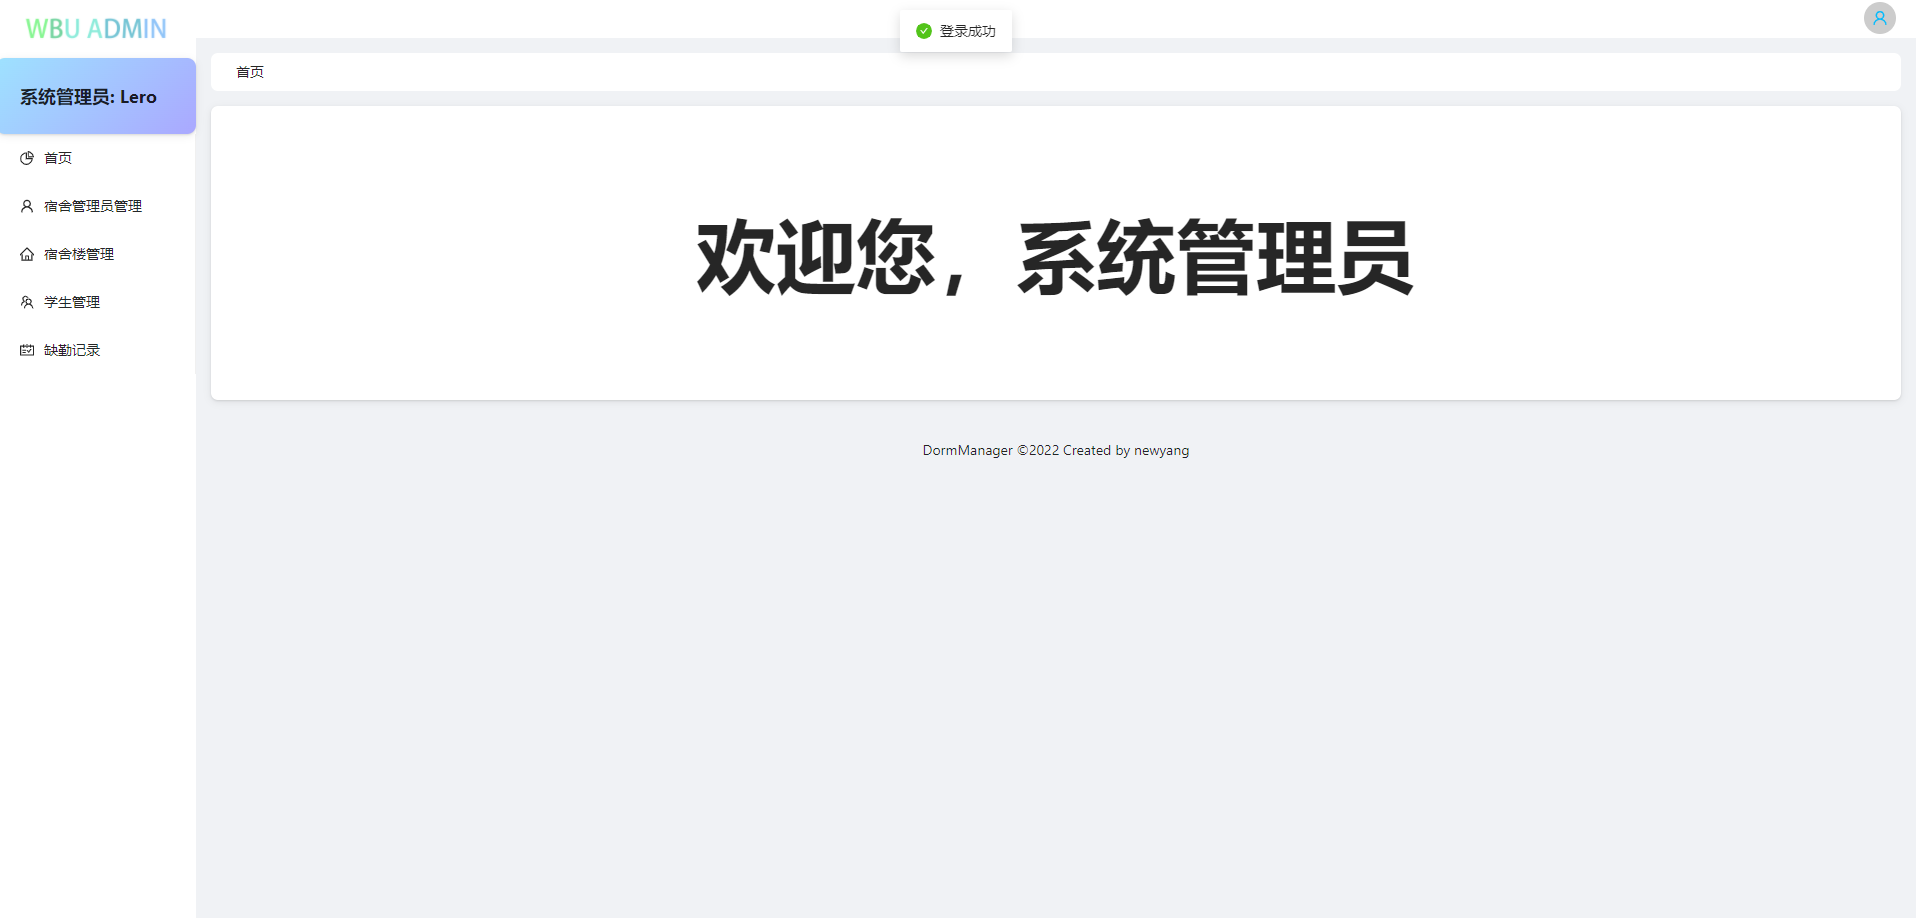 WBU ADMIN
登录成功
系统管理员: Lero
首页
宿舍管理员管理
宿舍楼管理
学生管理
缺勤记录
首页
欢迎您，系统管理员
DormManager ©2022 Created by newyang